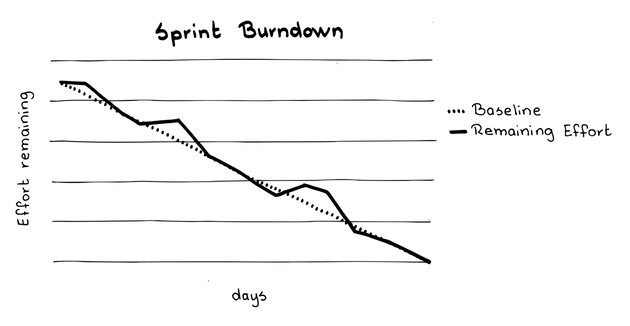 Sprint Burndown
Effort remaining
Baseline
Remaining Effort
days